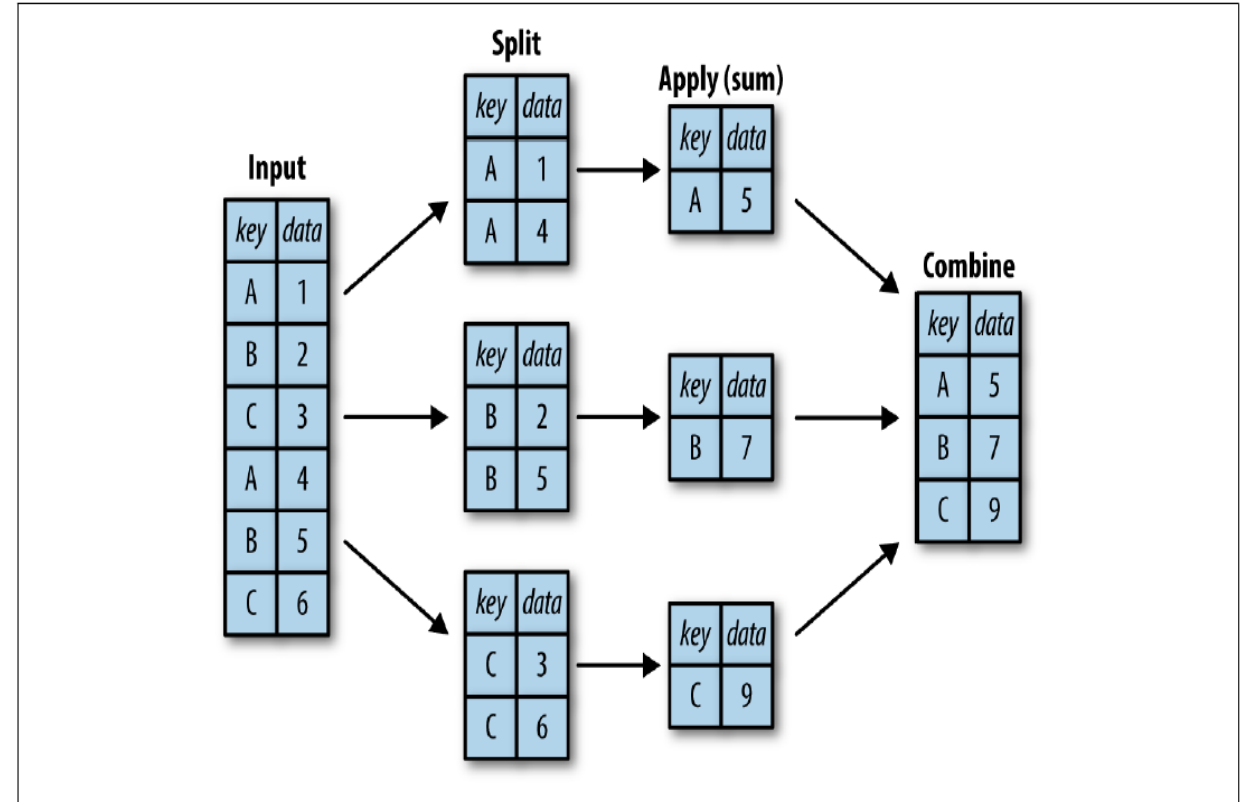 Input
key data
A 1
B 2
C 3
A 4
B 5
C 6
Split
key data
A 1
A 4
key data
B 2
B 5
key data
C 3
C 6
Apply (sum)
key data
A 5
key data
B 7
key data
C 9
Combine
key data
A 5
B 7
C 9